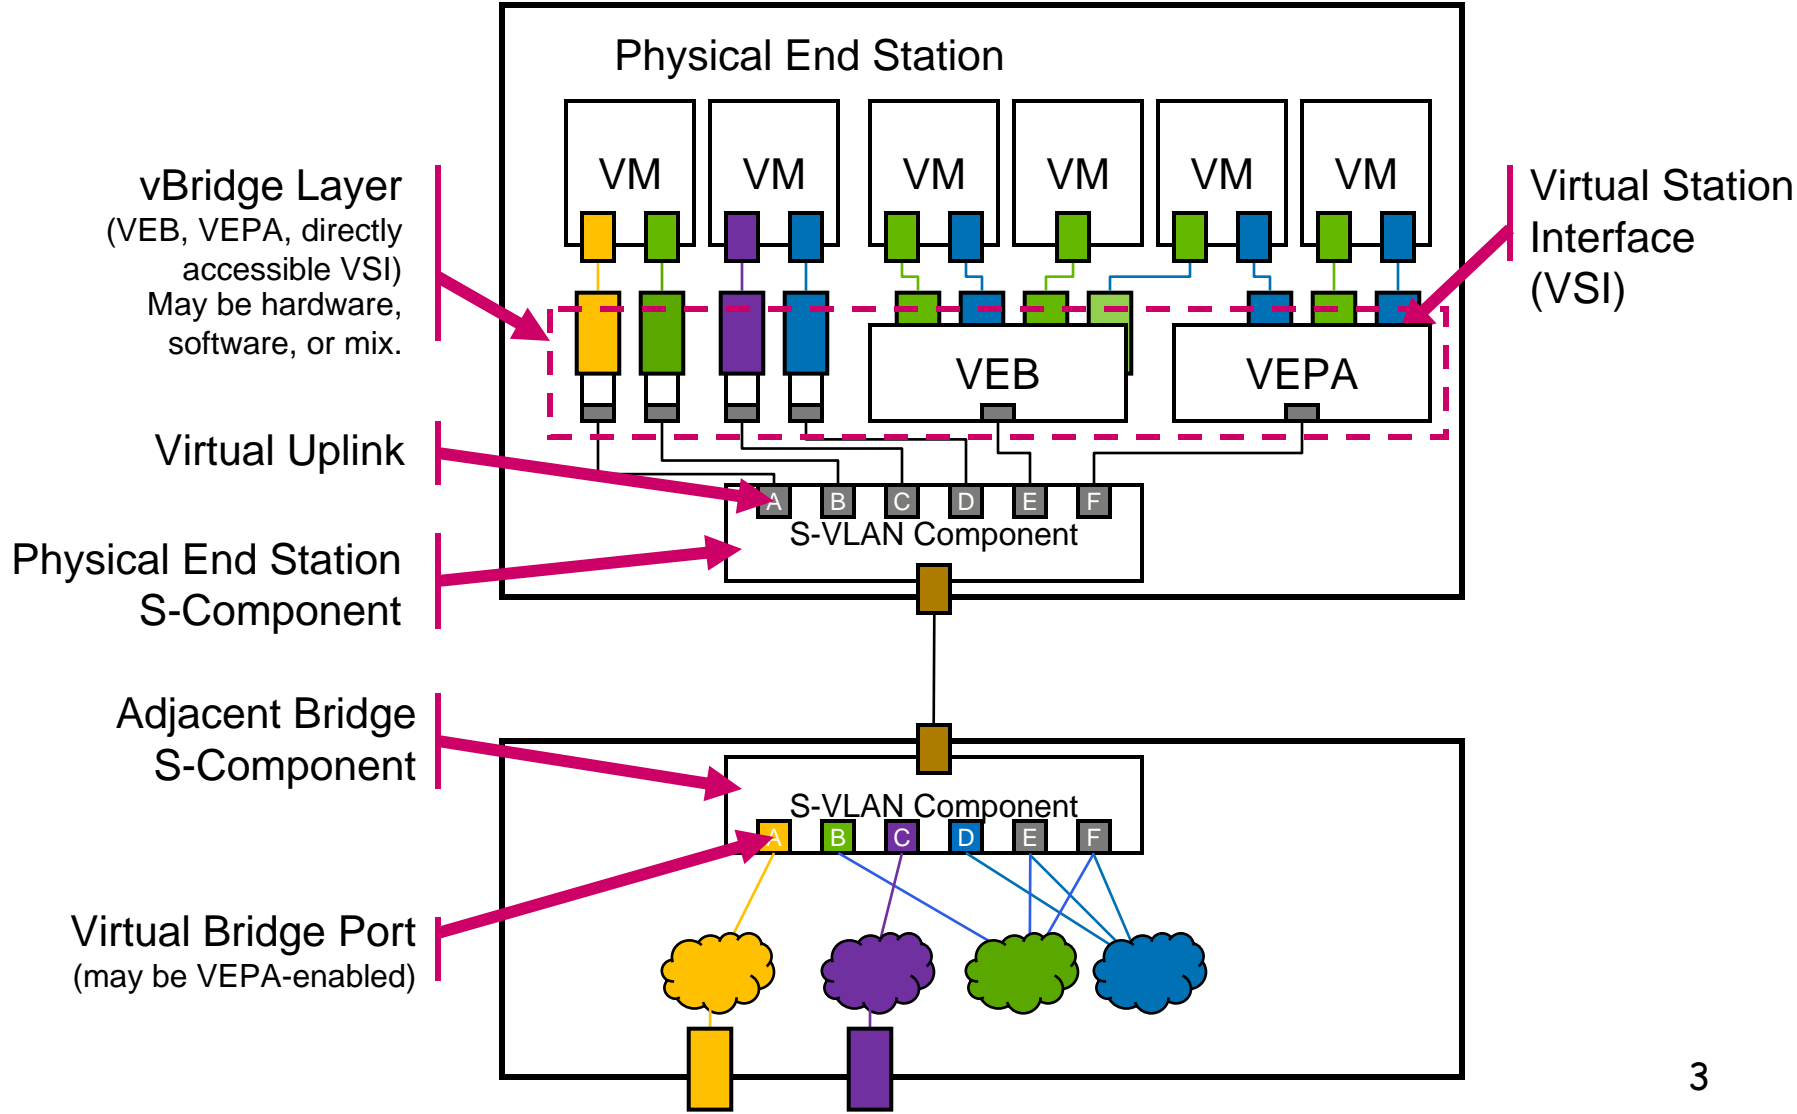 Physical End Station
VM VM VM VM VM VM
vBridge Layer
(VEB, VEPA, directly
accessible VSI)
May be hardware,
software, or mix.
Virtual Station
Interface
(VSI)
VEB VEPA
Virtual Uplink
A B C D E F
S-VLAN Component
Physical End Station
S-Component
Adjacent Bridge
S-Component
S-VLAN Component
A B C D E F
Virtual Bridge Port
(may be VEPA-enabled)
3